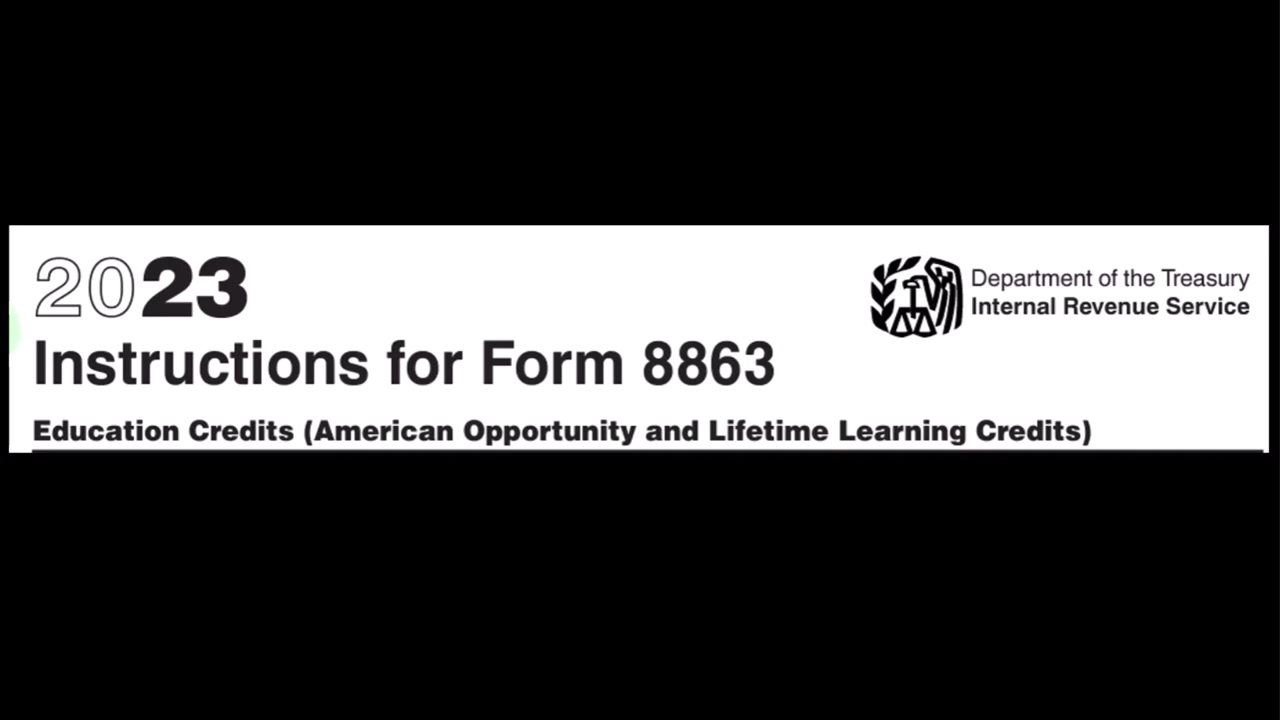 2023
Department of the Treasury
Internal Revenue Service
Instructions for Form 8863
Education Credits (American Opportunity and Lifetime Learning Credits)